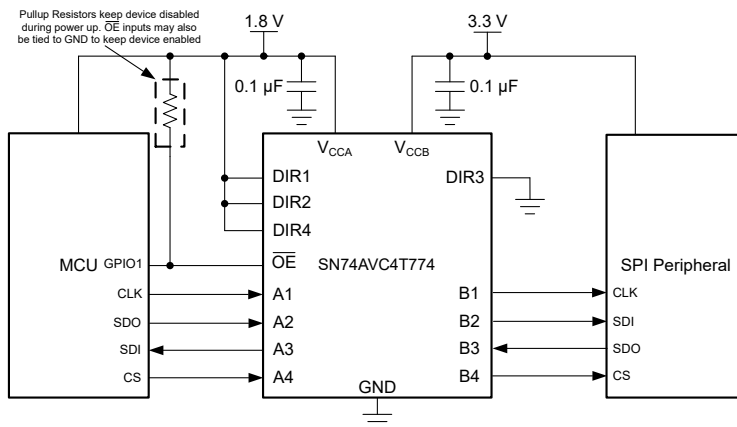 Pullup Resistors keep device disabled
during power up. OE inputs may also
be tied to GND to keep device enabled
1.8 V
3.3 V
0.1 µF
0.1 µF
VCCA
VCCB
DIR1
DIR2
DIR4
DIR3
MCU
GPIO1
OE
SN74AVC4T774
SPI Peripheral
CLK
A1
B1
CLK
SDO
A2
B2
SDI
SDI
A3
B3
SDO
CS
A4
B4
CS
GND